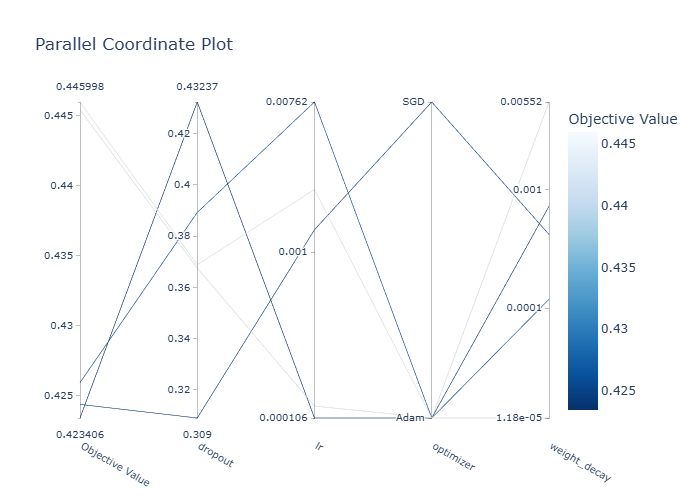 Parallel Coordinate Plot
0.445998
0.43237
0.00762
SGD
0.00552
Objective Value
0.445
0.44
0.435
0.43
0.425
0.42
0.4
0.38
0.36
0.34
0.32
0.001
0.001
0.0001
0.445
0.44
0.435
0.43
0.425
0.000106
Adam
1.18e-05
0.423406
0.309
Objective Value
dropout
lr
optimizer
weight_decay